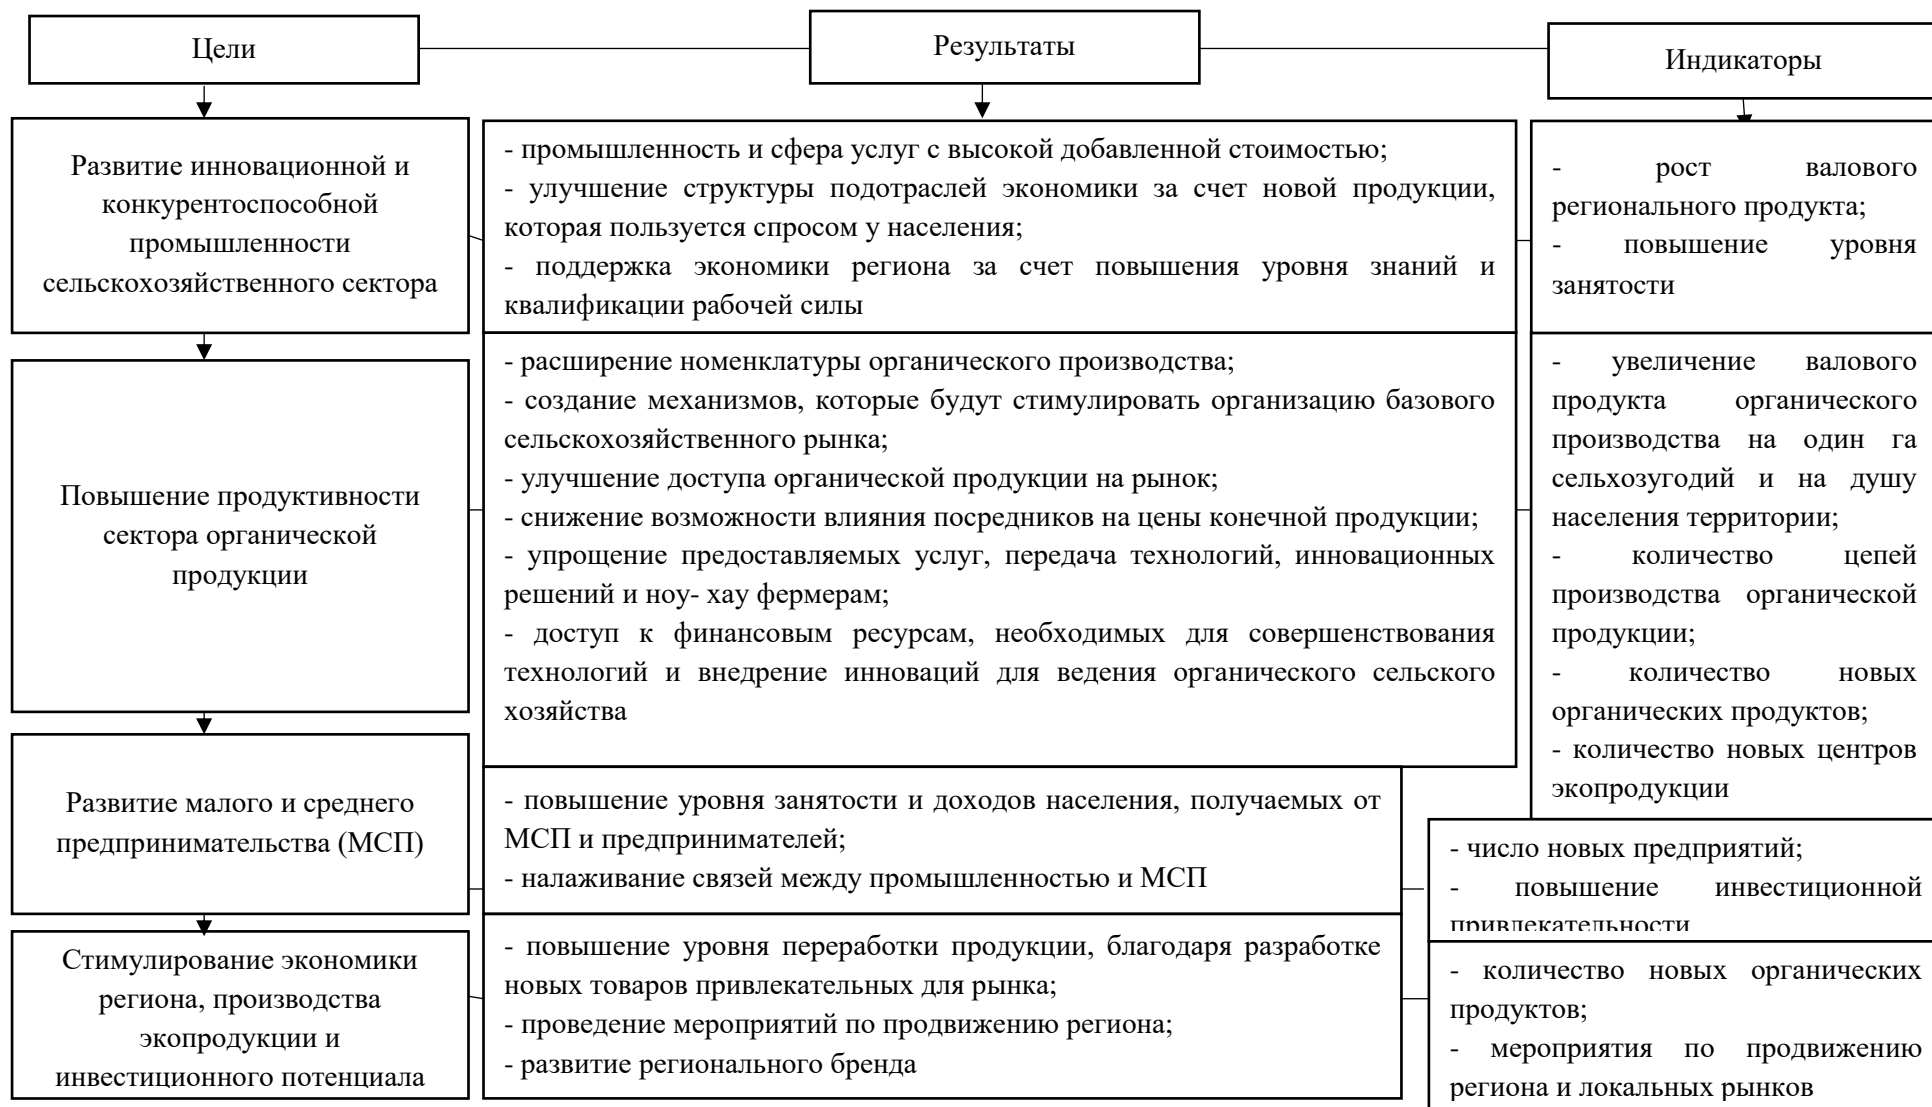 Цели
Результаты
Индикаторы
Развитие инновационной и
конкурентоспособной
промышленности
сельскохозяйственного сектора
- промышленность и сфера услуг с высокой добавленной стоимостью;
- улучшение структуры подотраслей экономики за счет новой продукции,
которая пользуется спросом у населения;
- поддержка экономики региона за счет повышения уровня знаний и
квалификации рабочей силы
- рост валового
регионального продукта;
- повышение уровня
занятости
Повышение продуктивности
сектора органической
продукции
- расширение номенклатуры органического производства;
- создание механизмов, которые будут стимулировать организацию базового
сельскохозяйственного рынка;
- улучшение доступа органической продукции на рынок;
- снижение возможности влияния посредников на цены конечной продукции;
- упрощение предоставляемых услуг, передача технологий, инновационных
решений и ноу- хау фермерам;
- доступ к финансовым ресурсам, необходимых для совершенствования
технологий и внедрение инноваций для ведения органического сельского
хозяйства
- увеличение валового
продукта органического
производства на один га
сельхозугодий и на душу
населения территории;
- количество цепей
производства органической
продукции;
- количество новых
органических продуктов;
- количество новых центров
экопродукции
Развитие малого и среднего
предпринимательства (МСП)
- повышение уровня занятости и доходов населения, получаемых от
МСП и предпринимателей;
- налаживание связей между промышленностью и МСП
- число новых предприятий;
- повышение инвестиционной
привлекательности
Стимулирование экономики
региона, производства
экопродукции и
инвестиционного потенциала
- повышение уровня переработки продукции, благодаря разработке
новых товаров привлекательных для рынка;
- проведение мероприятий по продвижению региона;
- развитие регионального бренда
- количество новых органических
продуктов;
- мероприятия по продвижению
региона и локальных рынков